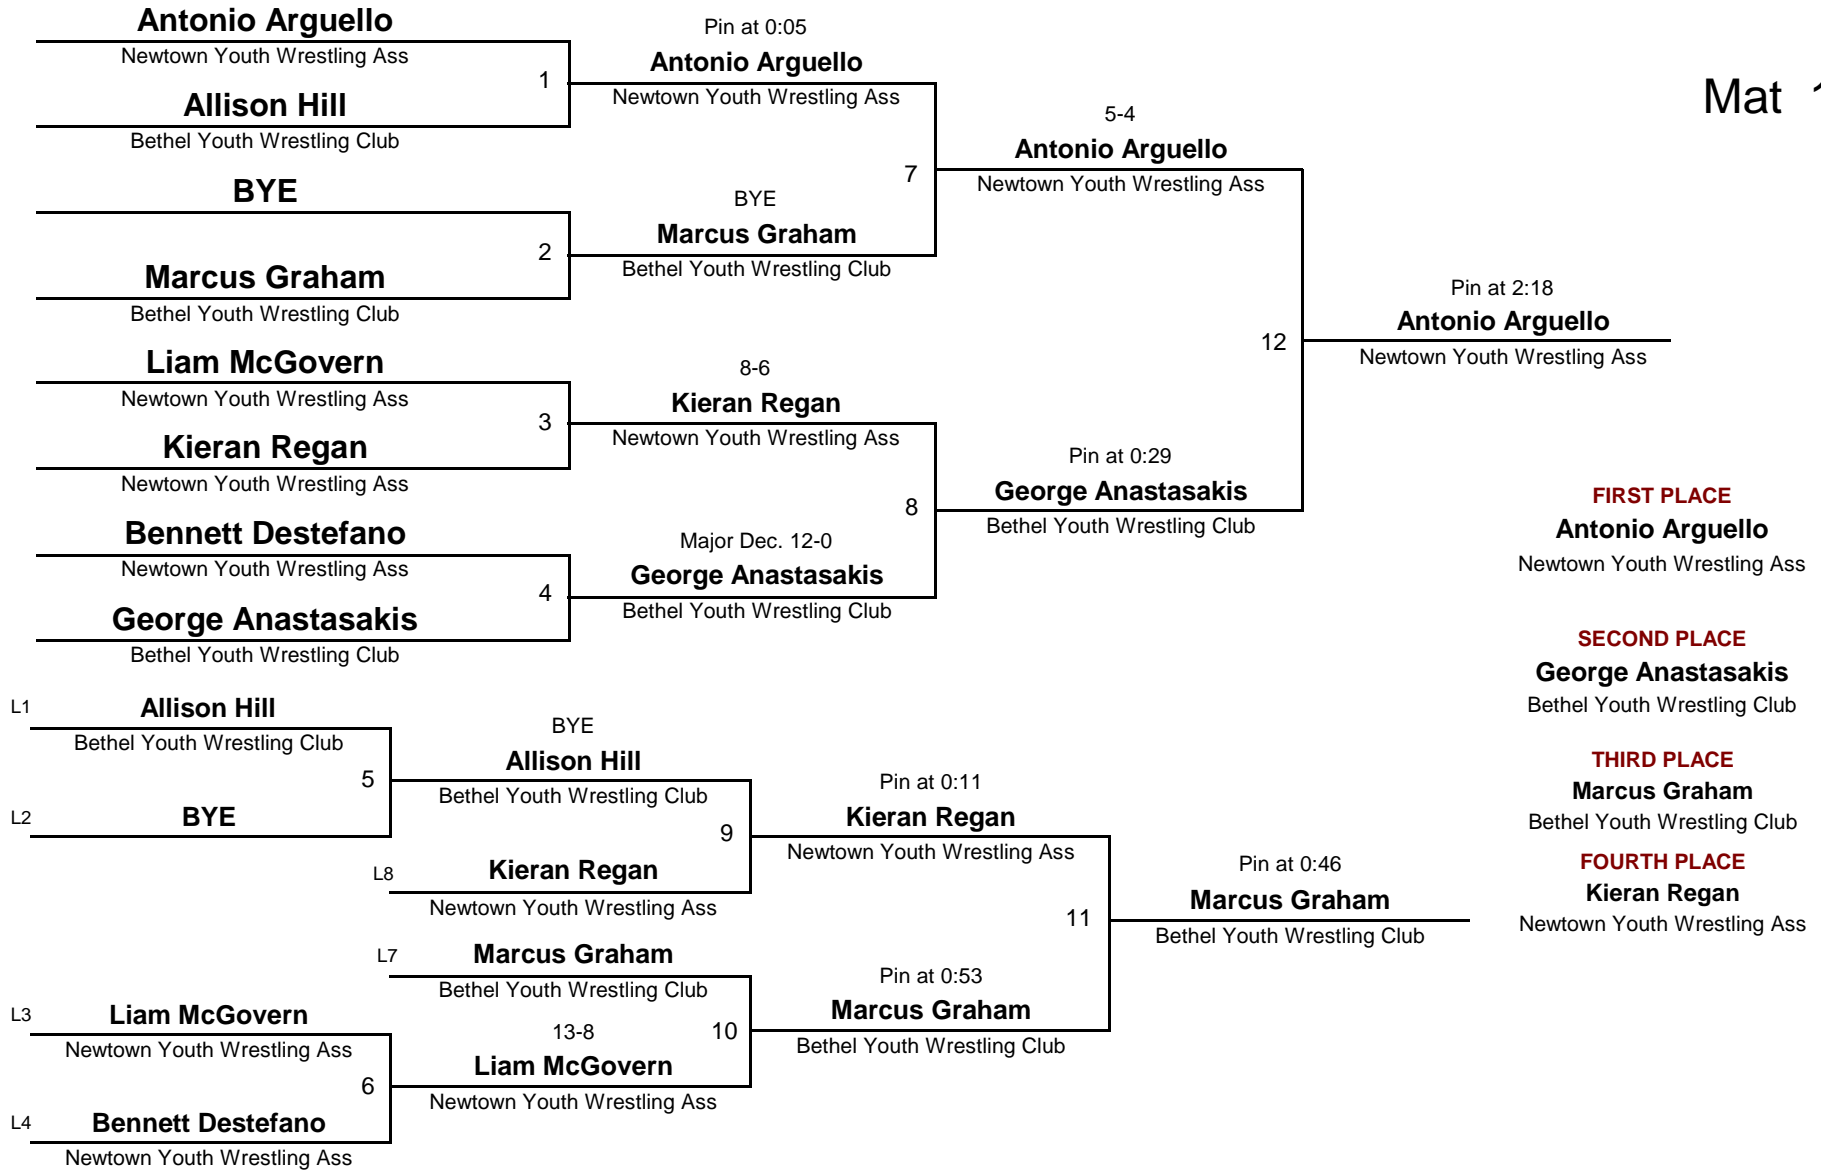 Antonio Arguello
Newtown Youth Wrestling Ass
1
Allison Hill
Bethel Youth Wrestling Club
BYE
2
Marcus Graham
Bethel Youth Wrestling Club
Liam McGovern
Newtown Youth Wrestling Ass
3
Kieran Regan
Newtown Youth Wrestling Ass
Bennett Destefano
Newtown Youth Wrestling Ass
4
George Anastasakis
Bethel Youth Wrestling Club
Pin at 0:05
Antonio Arguello
Newtown Youth Wrestling Ass
7
BYE
Marcus Graham
Bethel Youth Wrestling Club
8-6
Kieran Regan
Newtown Youth Wrestling Ass
8
Major Dec. 12-0
George Anastasakis
Bethel Youth Wrestling Club
5-4
Antonio Arguello
Newtown Youth Wrestling Ass
12
Pin at 0:29
George Anastasakis
Bethel Youth Wrestling Club
Pin at 2:18
Antonio Arguello
Newtown Youth Wrestling Ass
Mat
FIRST PLACE
Antonio Arguello
Newtown Youth Wrestling Ass
SECOND PLACE
George Anastasakis
Bethel Youth Wrestling Club
THIRD PLACE
Marcus Graham
Bethel Youth Wrestling Club
FOURTH PLACE
Kieran Regan
Newtown Youth Wrestling Ass
L1
Allison Hill
Bethel Youth Wrestling Club
5
L2
BYE
L3
Liam McGovern
Newtown Youth Wrestling Ass
6
L4
Bennett Destefano
Newtown Youth Wrestling Ass
BYE
Allison Hill
Bethel Youth Wrestling Club
9
L8
Kieran Regan
Newtown Youth Wrestling Ass
L7
Marcus Graham
Bethel Youth Wrestling Club
13-8
10
Liam McGovern
Newtown Youth Wrestling Ass
Pin at 0:11
Kieran Regan
Newtown Youth Wrestling Ass
11
Pin at 0:53
Marcus Graham
Bethel Youth Wrestling Club
Pin at 0:46
Marcus Graham
Bethel Youth Wrestling Club